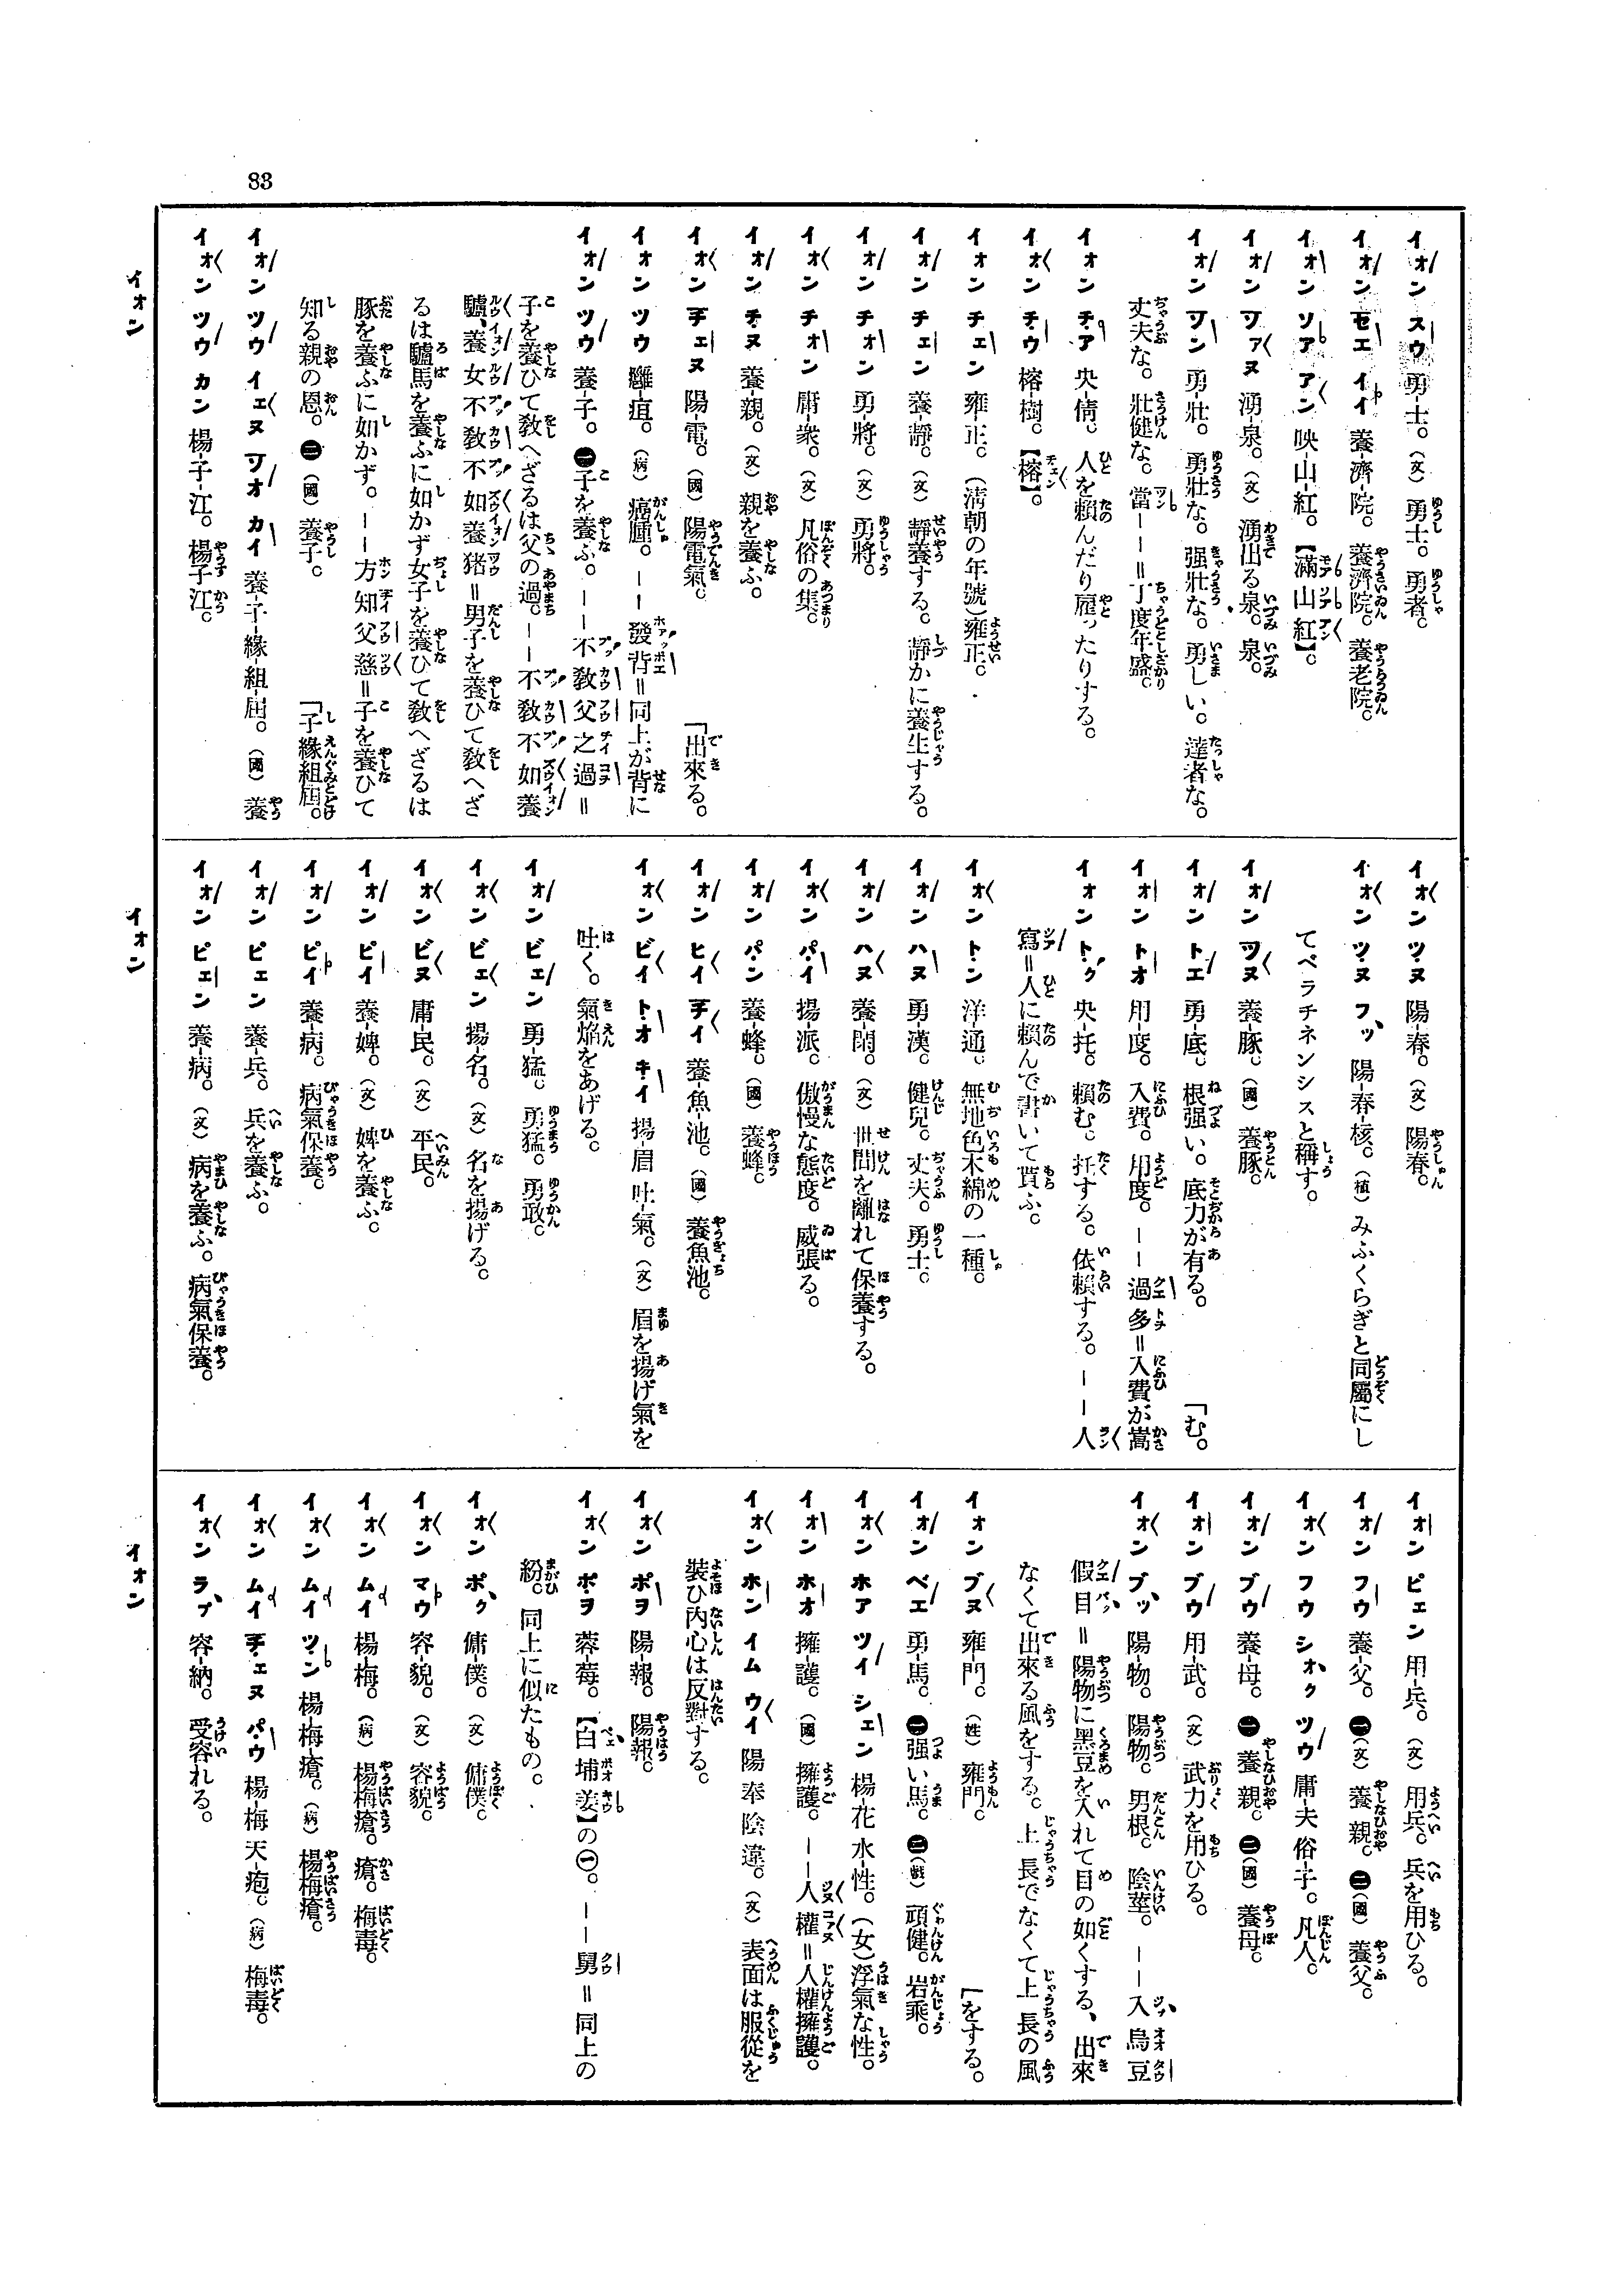 83
イオン スウ 勇-士。(文) 勇士。勇者。
イオン セエ イイ 養-濟-院。 養濟院。養老院。
イオン ソア アン 映-山-紅。【滿山紅】。
イオン ツァヌ 湧-泉。(文) 湧出る泉、泉。
イオン ツン 勇-壯。 勇壯な。强壯な。勇しい。達者な。
丈夫な。壯健な。當――＝丁度年盛。
イオン チア 央-倩。 人を賴んだり雇ったりする。
イオン チウ 榕-樹。【榕】。
イオン チェン 雍-正。(淸朝の年號)雍正。
イオン チェン 養-靜。(文) 靜養する。靜かに養生する。
イオン チオン 勇-將。(文) 勇將。
イオン チオン 庸-衆。(文) 凡俗の集。
イオン チヌ 養-親。(文) 親を養ふ。
イオン チェヌ 陽-電。(國) 陽電氣。 「出來る。
イオン ツウ 癰-疽。(病) 癌腫。――發背＝同上が背に
イオン ツウ 養-子。㊀子を養ふ。――不敎父之過＝
子を養ひて敎へざるは父の過。――不敎不如養
驢、養女不敎不如養猪＝男子を養ひて敎へざ
るは驢馬を養ふに如かず女子を養ひて敎へざるは
豚を養ふに如かず。――方知父慈＝子を養ひて
知る親の恩。㊁(國) 養子。 「子緣組屆。
イオン ツウ イェヌ ツオ カイ 養-子-緣-組-屆。(國) 養
イオン ツウ カン 楊-子-江。楊子江。
イオン
イオン ツヌ 陽-春。(文) 陽春。
イオン ツヌ フッ 陽-春-核。(植) みふくらぎと同屬にし
てペラチネンシスと稱す。
イオン ツヌ 養-豚。(國) 養豚。
イオン トエ 勇-底。 根强い。底力が有る。 「む。
イオン トオ 用-度。 入費。用度。――過多＝入費が嵩
イオン トク 央-托。 賴む。托する。依賴する。――人
寫＝人に賴んで書いて貰ふ。
イオン トン 洋-通。 無地色木綿の一種。
イオン ハヌ 勇-漢。 健兒。丈夫。勇士。
イオン ハヌ 養-閑。(文) 世間を離れて保養する。
イオン パイ 揚-派。 傲慢な態度。威張る。
イオン パン 養-蜂。(國) 養蜂。
イオン ヒイ チイ 養-魚-池。(國) 養魚池。
イオン ビイ トオ キイ 揚-眉 吐-氣。(文) 眉を揚げ氣を
吐く。氣焰をあげる。
イオン ビェン 勇-猛。 勇猛。勇敢。
イオン ビェン 揚-名。(文) 名を揚げる。
イオン ビヌ 庸-民。(文) 平民。
イオン ピイ 養-婢。(文) 婢を養ふ。
イオン ピイ 養-病。 病氣保養。
イオン ピェン 養-兵。 兵を養ふ。
イオン ピェン 養-病。(文) 病を養ふ。病氣保養。
イオン
イオン ピェン 用-兵。(文) 用兵。兵を用ひる。
イオン フウ 養-父。㊀(文) 養親。㊁(國) 養父。
イオン フウ シオク ツウ 庸-夫 俗-子。凡人。
イオン ブウ 養-母。㊀養親。㊁(國) 養母。
イオン ブウ 用-武。(文) 武力を用ひる。
イオン ブッ 陽-物。 陽物。男根。陰莖。――入烏豆
假目＝陽物に黑豆を入れて目の如くする、出來
なくて出來る風をする。上長でなくて上長の風
イオン ブヌ 雍-門。(姓) 雍門。 「をする。
イオン ベエ 勇-馬。㊀强い馬。㊁(戲) 頑健。岩乘。
イオン ホア ツイ シェン 楊-花 水-性。(女)浮氣な性。
イオン ホオ 擁-護。(國) 擁護。――人權＝人權擁護。
イオン ホン イム ウイ 陽奉陰違。(文) 表面は服從を
裝ひ內心は反對する。
イオン ポヲ 陽-報。 陽報。
イオン ポヲ 蓉-莓。【白埔姜】の㊀。――舅＝同上の
紛。同上に似たもの。
イオン ポク 傭-僕。(文) 傭僕。
イオン マウ 容-貌。(文) 容貌。
イオン ムイ 楊-梅。(病) 楊梅瘡。瘡。梅毒。
イオン ムイ ツン 楊-梅-瘡。(病) 楊梅瘡。
イオン ムイ チェヌ パウ 楊-梅 天-疱。(病) 梅毒。
イオン ラプ 容-納。 受容れる。
イオン